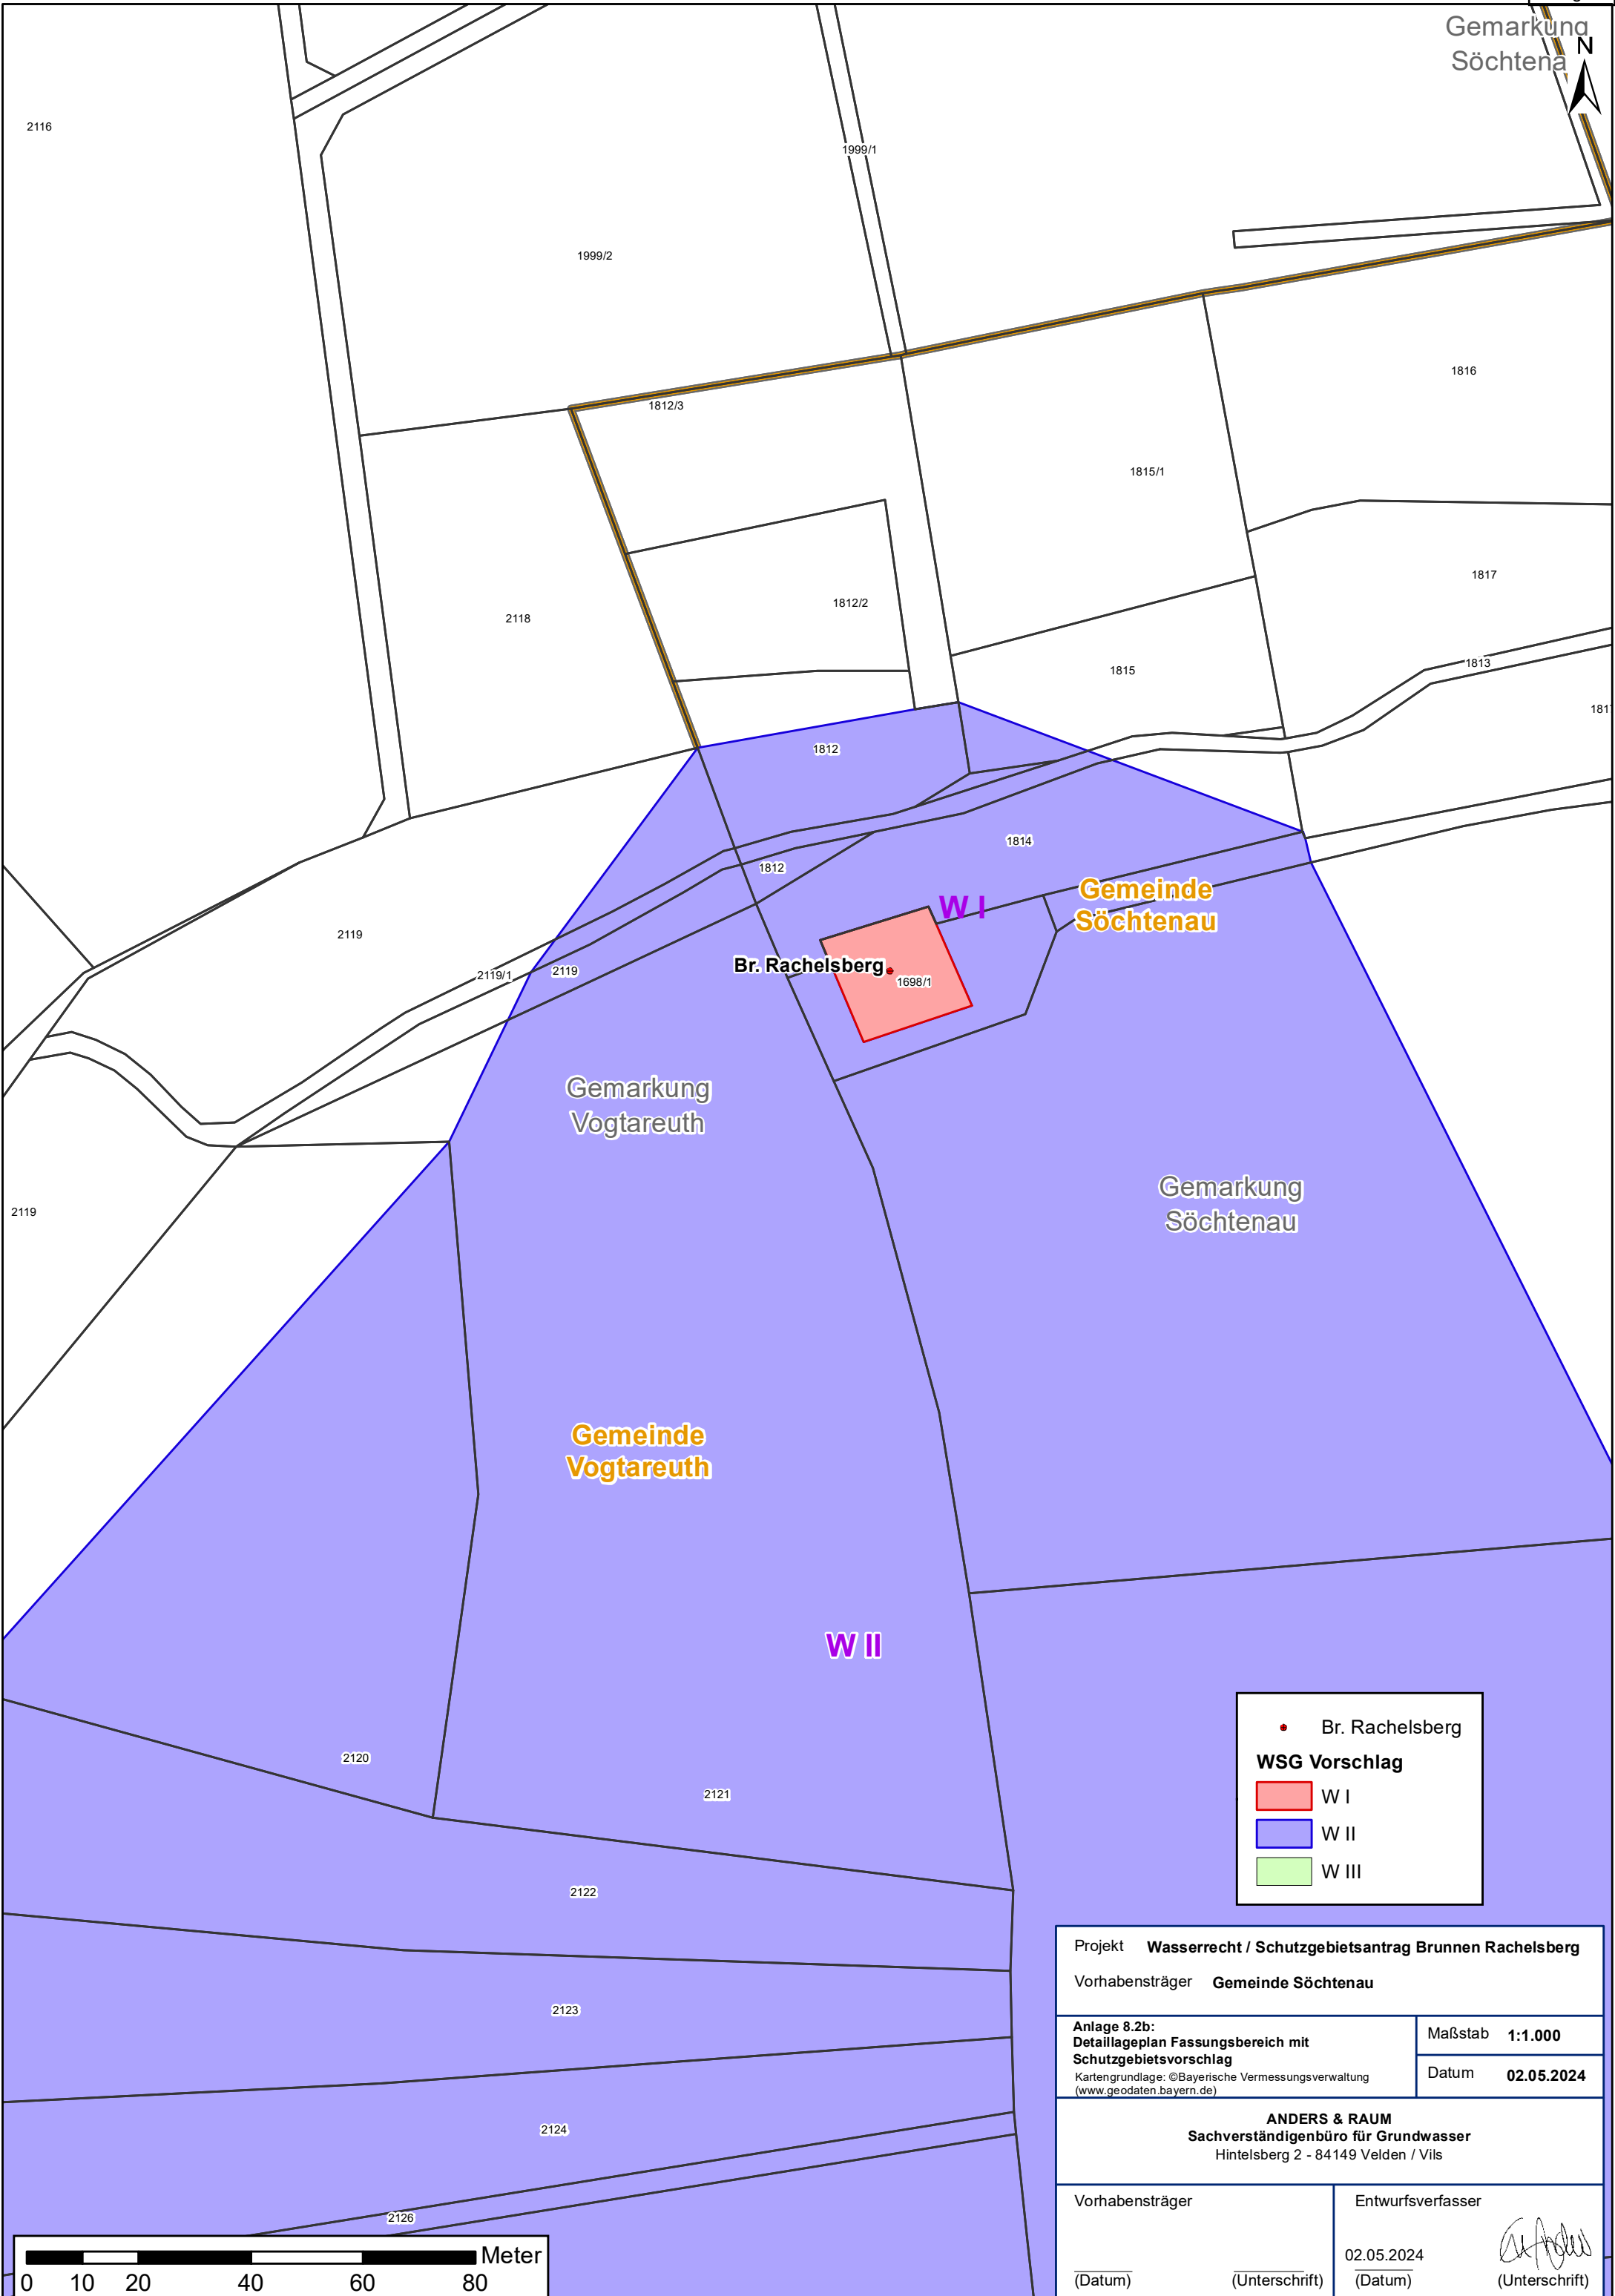 Gemarkung
Söchtena
N
2116
1999/1
1999/2
1812/3
1816
1815/1
1817
1812/2
2118
1815
1813
181
1812
1814
1812
Gemeinde
Söchtenau
W I
2119
Br. Rachelsberg
2119/1
2119
1698/1
Gemarkung
Vogtareuth
Gemarkung
Söchtenau
2119
Gemeinde
Vogtareuth
W II
2120
2121
2122
2123
2124
2126
Br. Rachelsberg
WSG Vorschlag
W I
W II
W III
Projekt Wasserrecht / Schutzgebietsantrag Brunnen Rachelsberg
Vorhabensträger Gemeinde Söchtenau
Anlage 8.2b:
Detaillageplan Fassungsbereich mit
Schutzgebietsvorschlag
Kartengrundlage: ©Bayerische Vermessungsverwaltung
(www.geodaten.bayern.de)
Maßstab 1:1.000
Datum 02.05.2024
ANDERS & RAUM
Sachverständigenbüro für Grundwasser
Hintelsberg 2 - 84149 Velden / Vils
Vorhabensträger
(Datum) (Unterschrift)
Entwurfsverfasser
02.05.2024
(Datum) (Unterschrift)
Meter
0 10 20 40 60 80